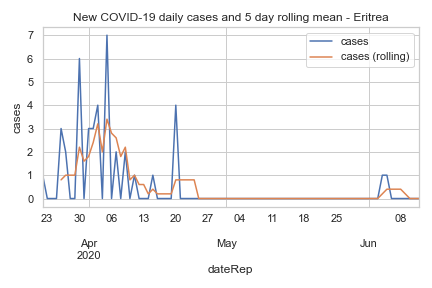 New COVID-19 daily cases and 5 day rolling mean - Eritrea
cases
cases (rolling)
7
6
5
4
3
2
1
0
cases
23 30 06 13 20 27 04 11 18 25 08
Apr May Jun
2020
dateRep